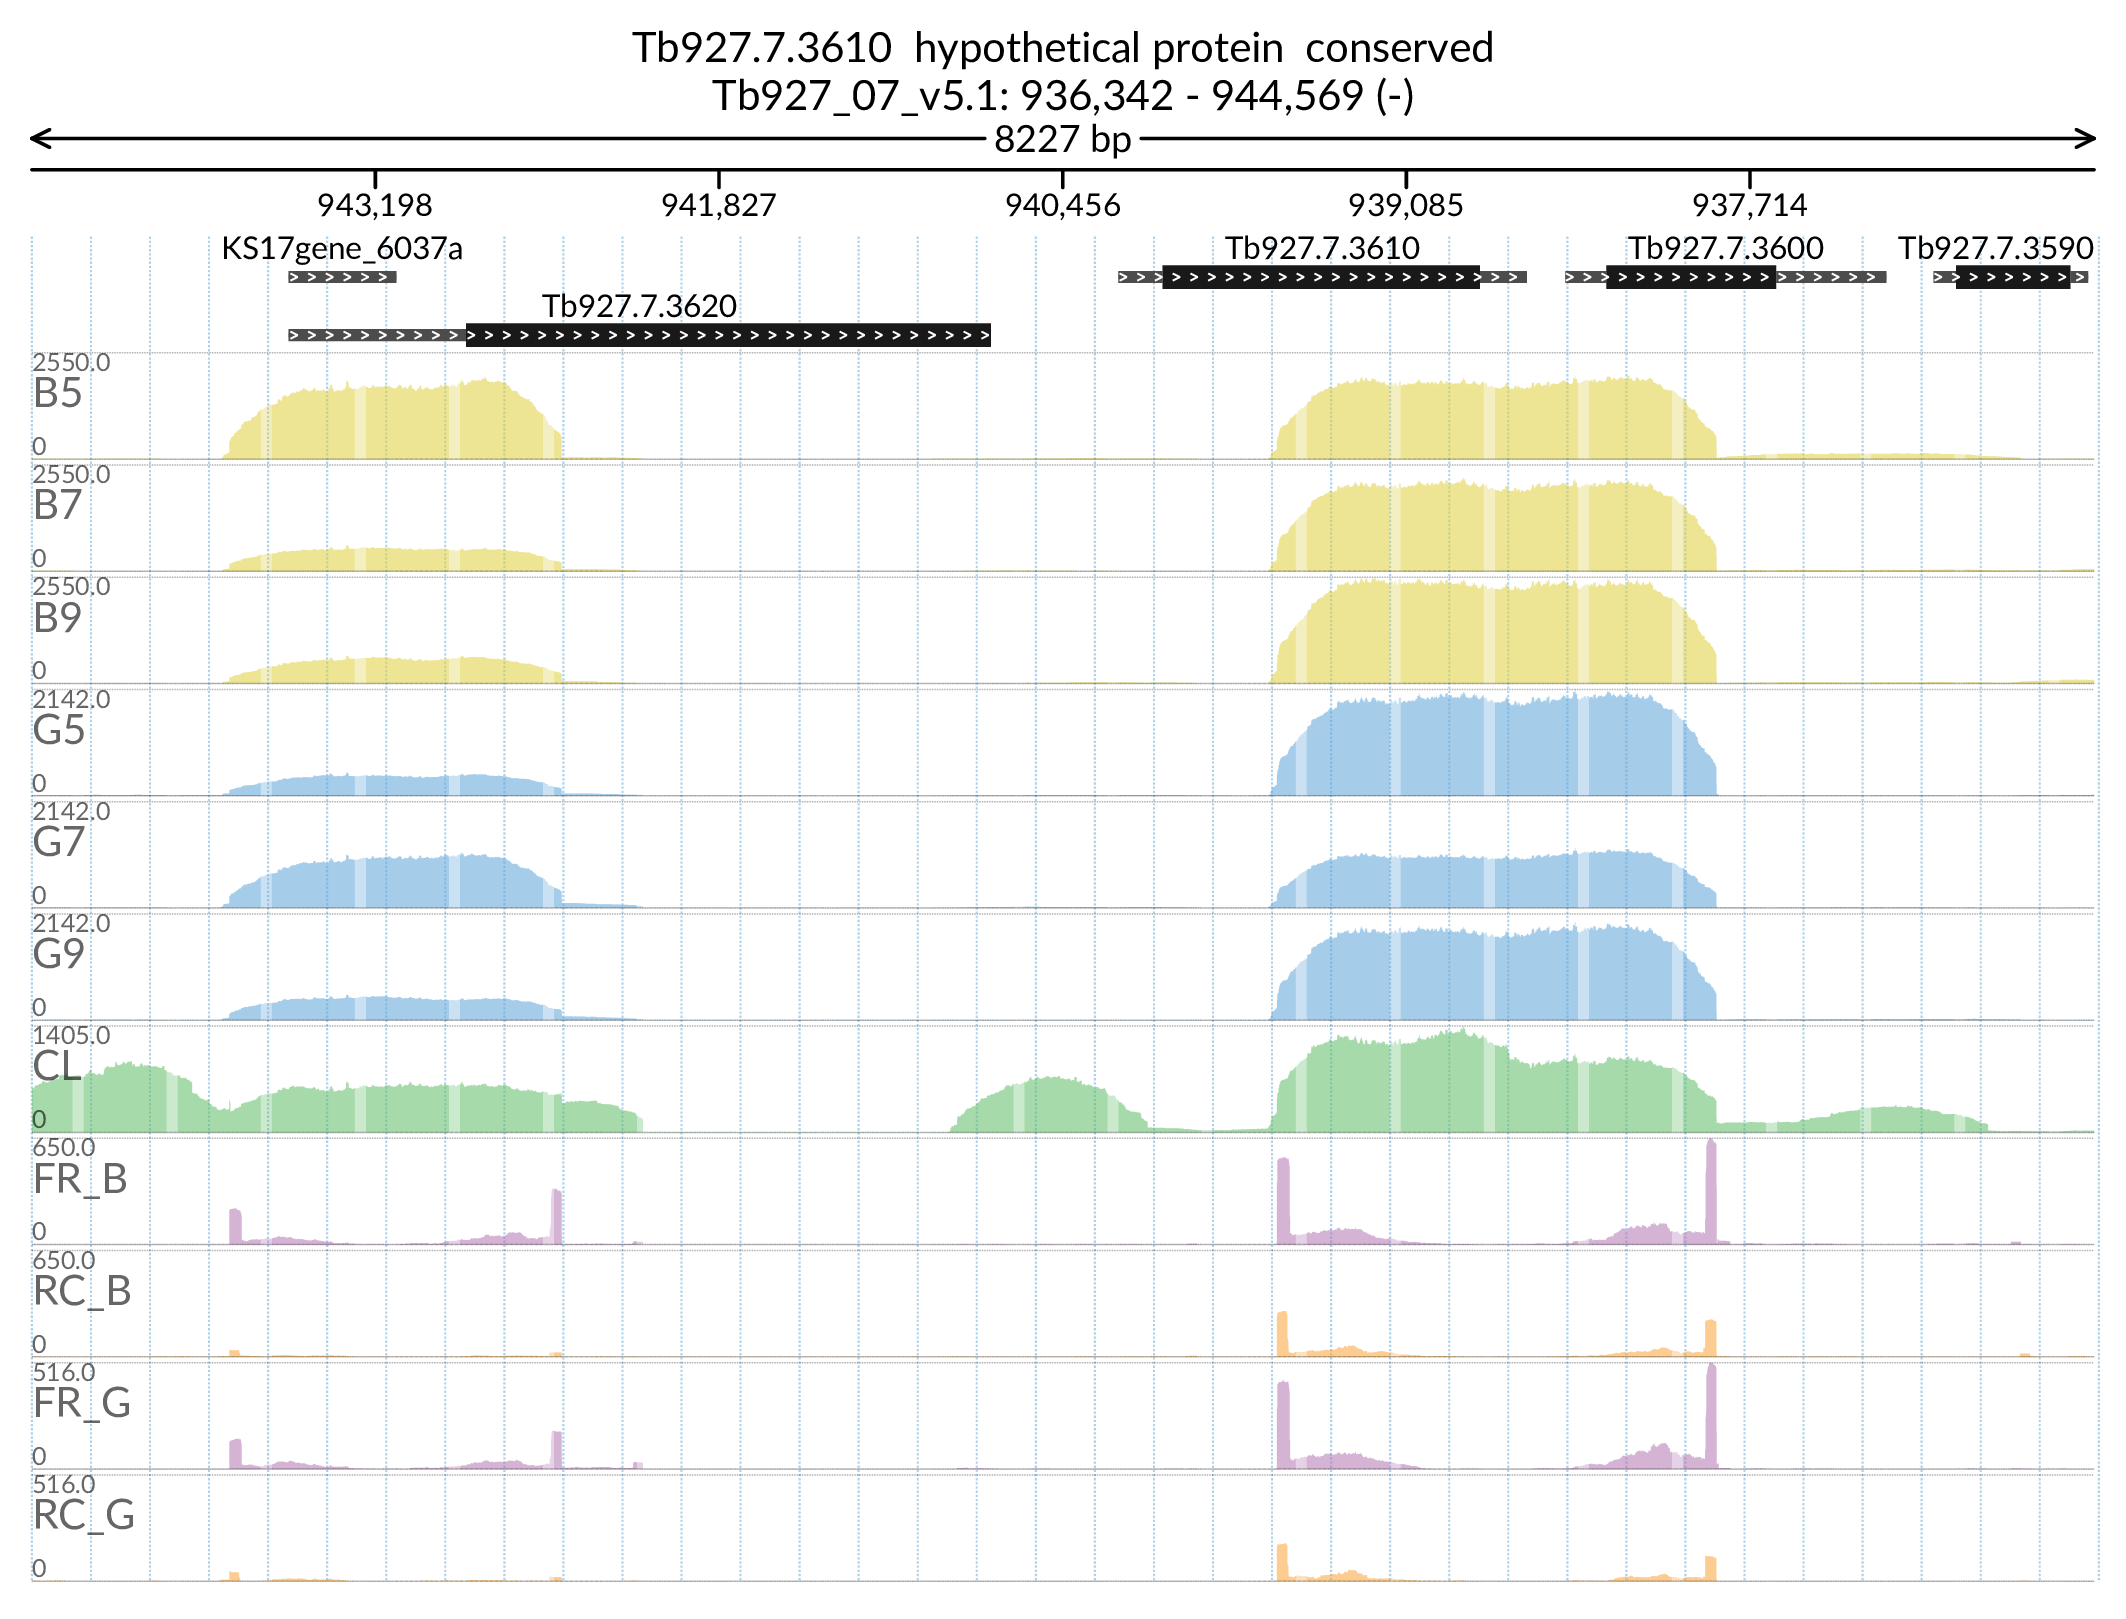 Tb927.7.3610  hypothetical protein  conserved
Tb927_07_v5.1: 936,342 - 944,569 (-)
8227 bp
943,198 941,827 940,456 939,085 937,714
KS17gene_6037a Tb927.7.3610 Tb927.7.3600 Tb927.7.3590
Tb927.7.3620
2550.0
B5
0
2550.0
B7
0
2550.0
B9
0
2142.0
G5
0
2142.0
G7
0
2142.0
G9
0
1405.0
CL
0
650.0
FR_B
0
650.0
RC_B
0
516.0
FR_G
0
516.0
RC_G
0